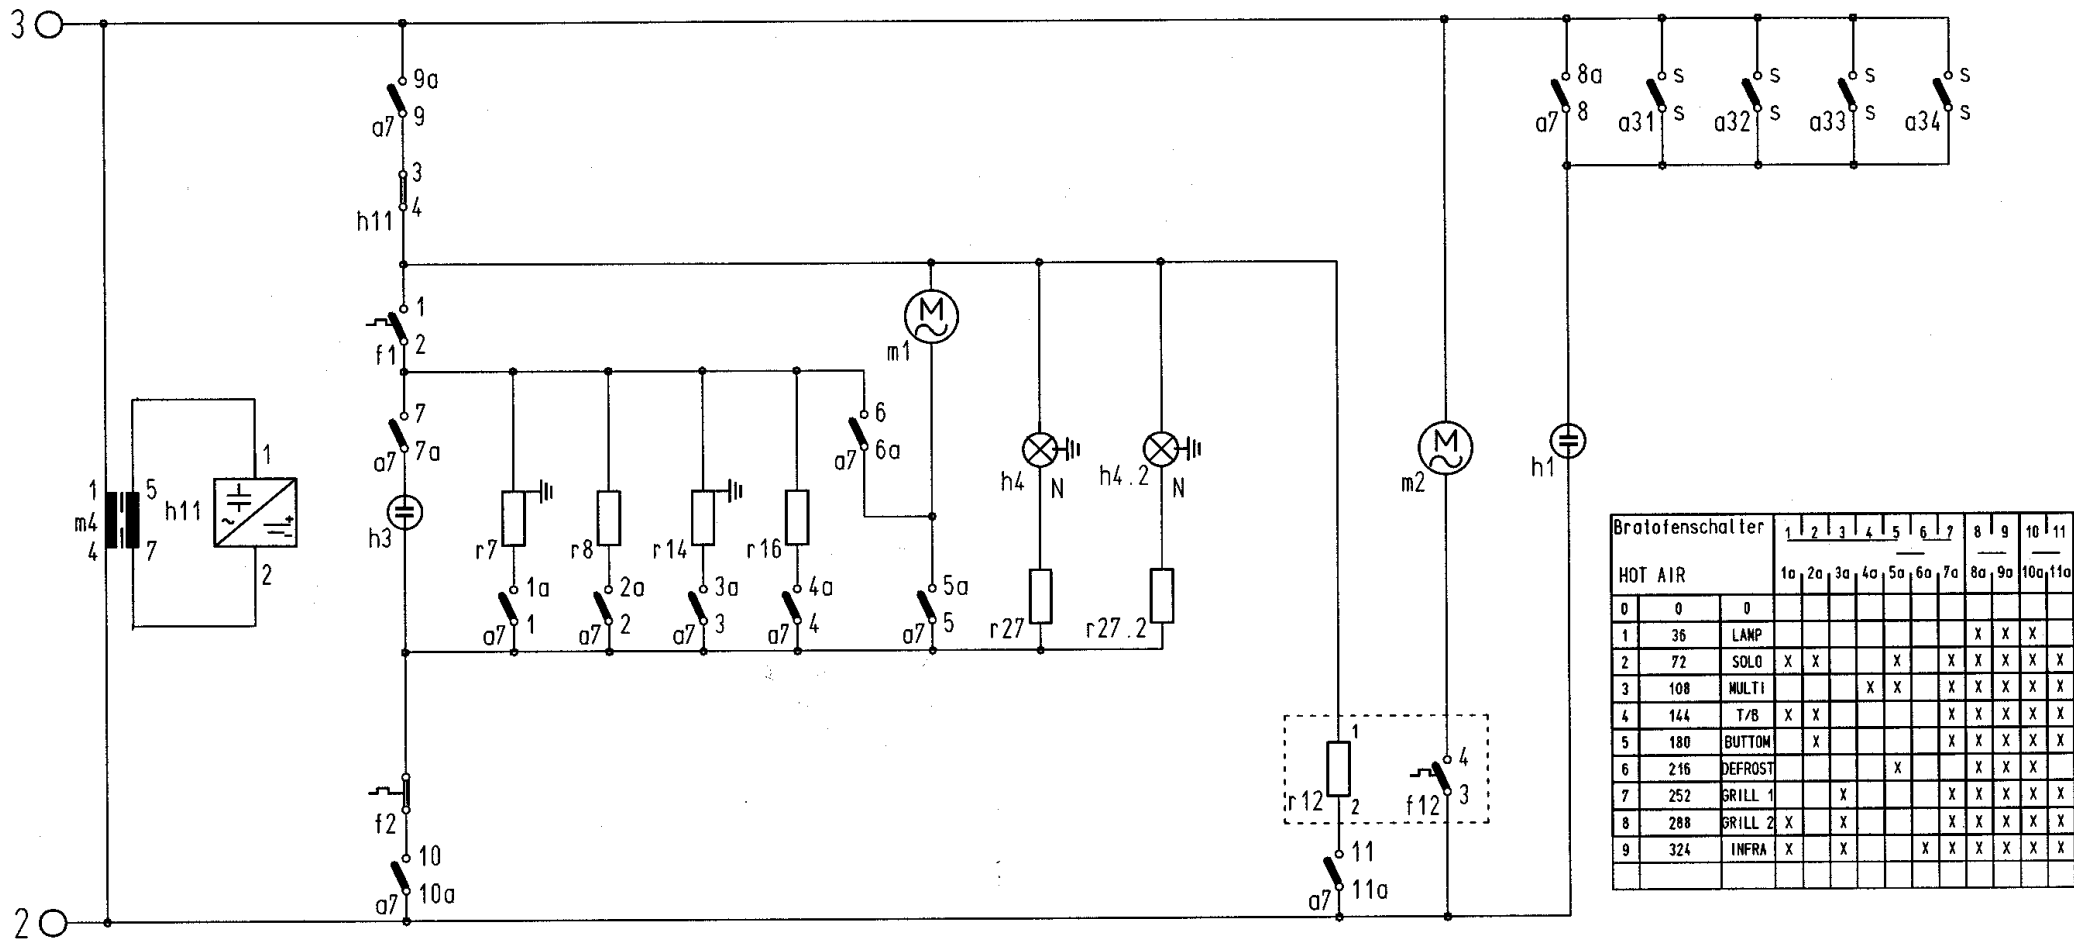 3
9a
9
a7
3
4
h11
1
2
f1
7
7a
a7
h3
1
5
m4
h11
4
7
1
2
r7
1a
a7 1
r8
2a
a7 2
r14
3a
a7 3
r16
4a
a7 4
6
6a
a7
M
m1
5a
a7 5
h4
N
r27
h4.2
N
r27.2
f2
10
10a
a7
1
r12
2
11
11a
a7
M
m2
4
f12 3
8a
a7 8
S
a31 S
S
a32 S
S
a33 S
S
a34 S
h1
2
Bratofenschalter 1 2 3 4 5 6 7 8 9 10 11
HOT AIR 1a 2a 3a 4a 5a 6a 7a 8a 9a 10a 11a
0 0 0
1 36 LAMP X X X
2 72 SOLO X X X X X X X X
3 108 MULTI X X X X X X X
4 144 T/B X X X X X X X
5 180 BUTTOM X X X X X X
6 216 DEFROST X X X X
7 252 GRILL 1 X X X X X X
8 288 GRILL 2 X X X X X X X
9 324 INFRA X X X X X X X X